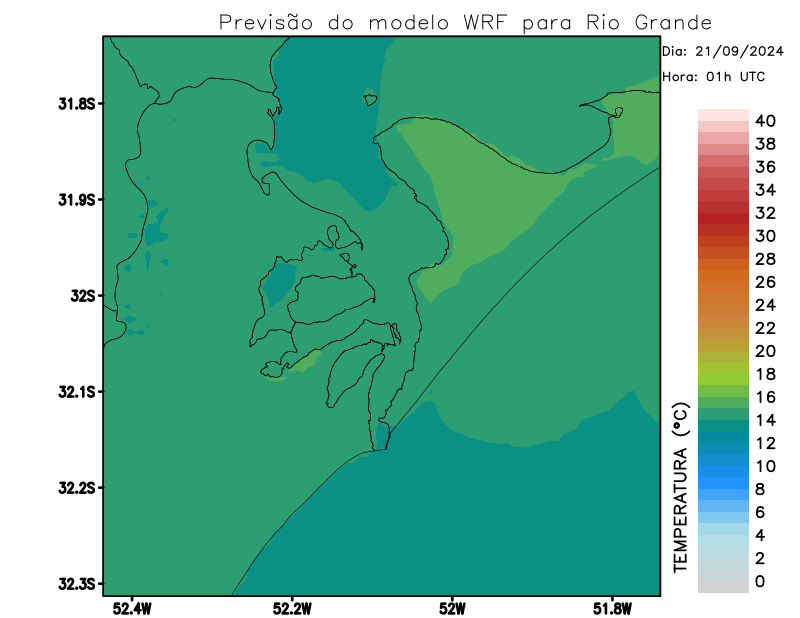 Previsão do modelo WRF para Rio Grande
Dia: 21/09/2024
Hora: 01h UTC
31.8S
31.9S
32S
32.1S
32.2S
32.3S
52.4W
52.2W
52W
51.8W
40
38
36
34
32
30
28
26
24
22
20
18
16
14
12
10
8
6
4
2
0
TEMPERATURA (°C)